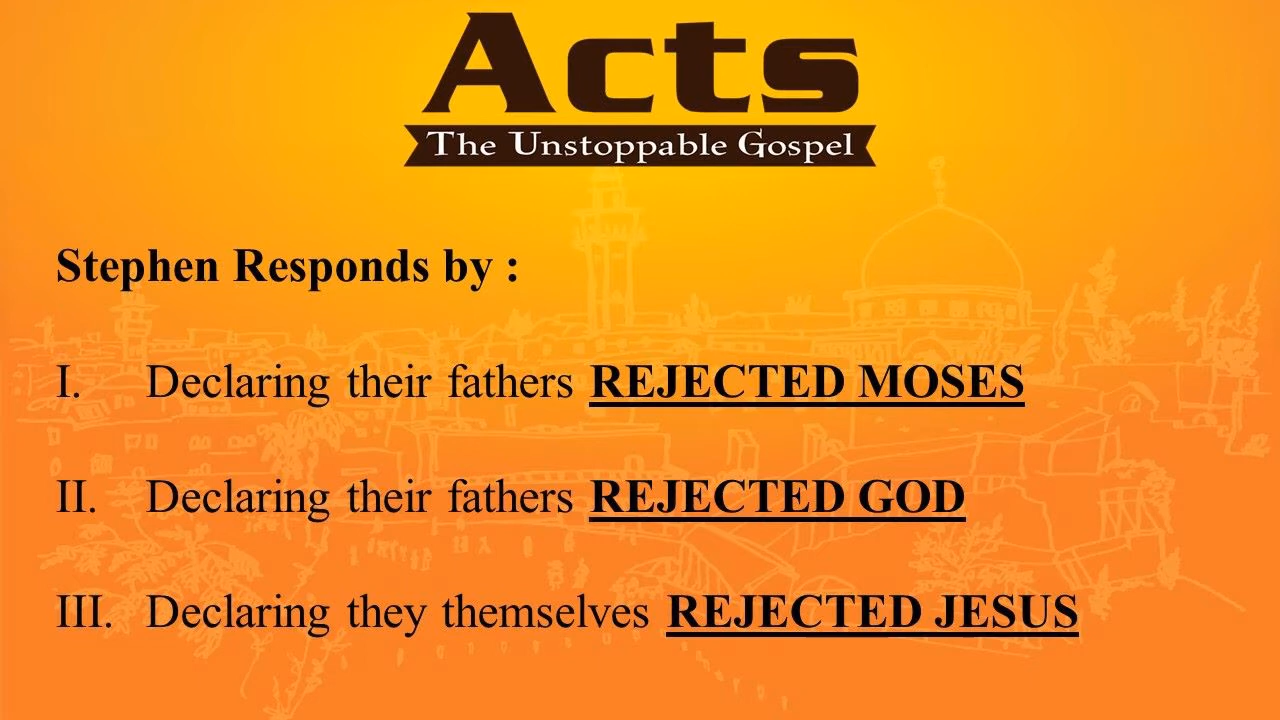 Acts
The Unstoppable Gospel
Stephen Responds by :
I. Declaring their fathers REJECTED MOSES
II. Declaring their fathers REJECTED GOD
III. Declaring they themselves REJECTED JESUS